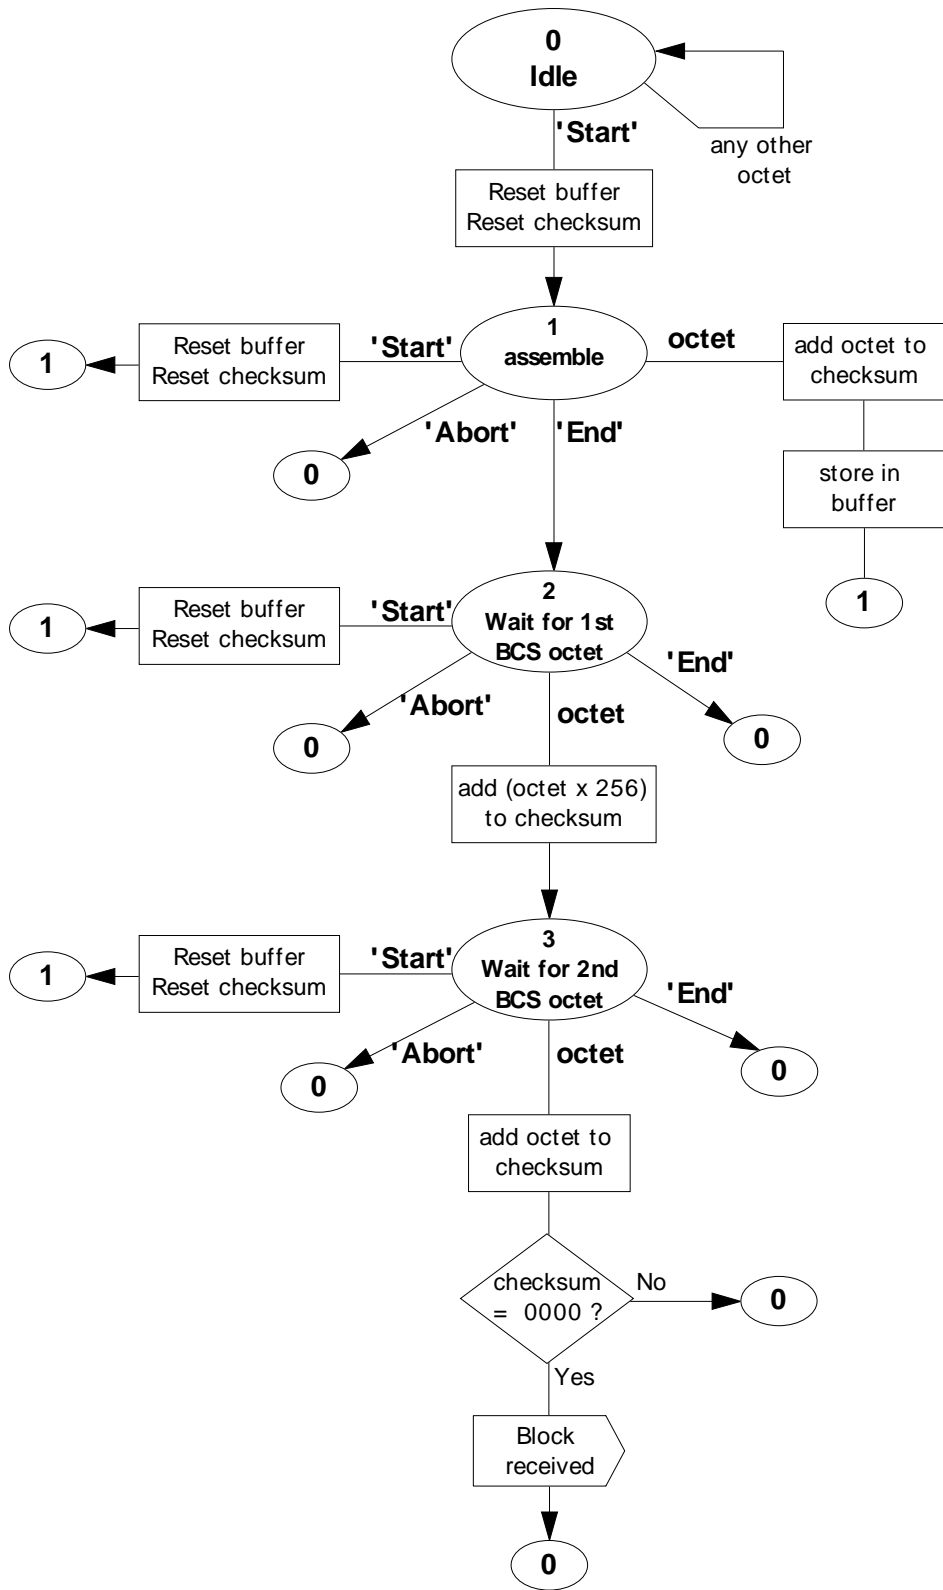 0
Idle
'Start'
any other
octet
Reset buffer
Reset checksum
1
assemble
'Start'
Reset buffer
Reset checksum
1
octet
add octet to
checksum
'Abort'
'End'
0
store in
buffer
1
2
Wait for 1st
BCS octet
'Start'
Reset buffer
Reset checksum
1
'End'
'Abort'
octet
0
0
add (octet x 256)
to checksum
3
Wait for 2nd
BCS octet
'Start'
Reset buffer
Reset checksum
1
'End'
'Abort'
octet
0
0
add octet to
checksum
checksum
= 0000 ?
No
0
Yes
Block
received
0